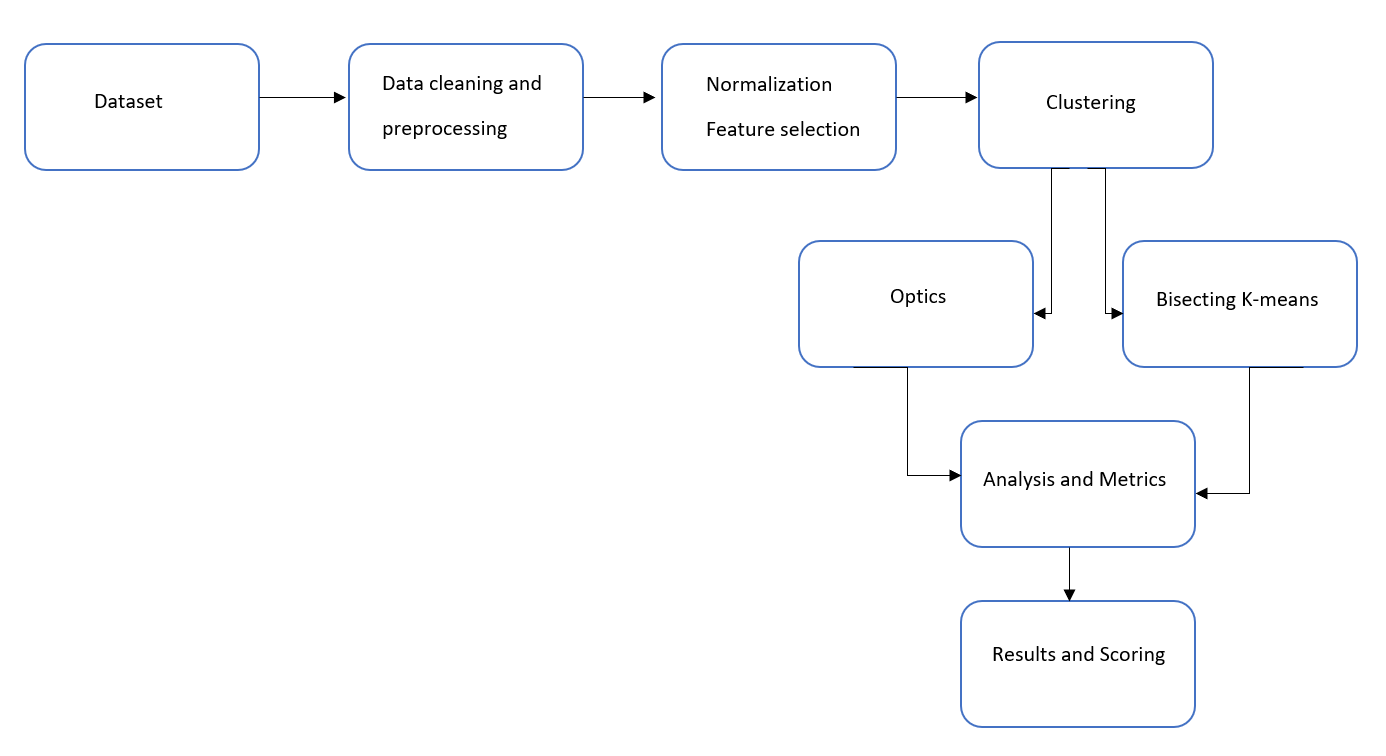 Dataset
Data cleaning and
preprocessing
Normalization
Feature selection
Clustering
Optics
Bisecting K-means
Analysis and Metrics
Results and Scoring